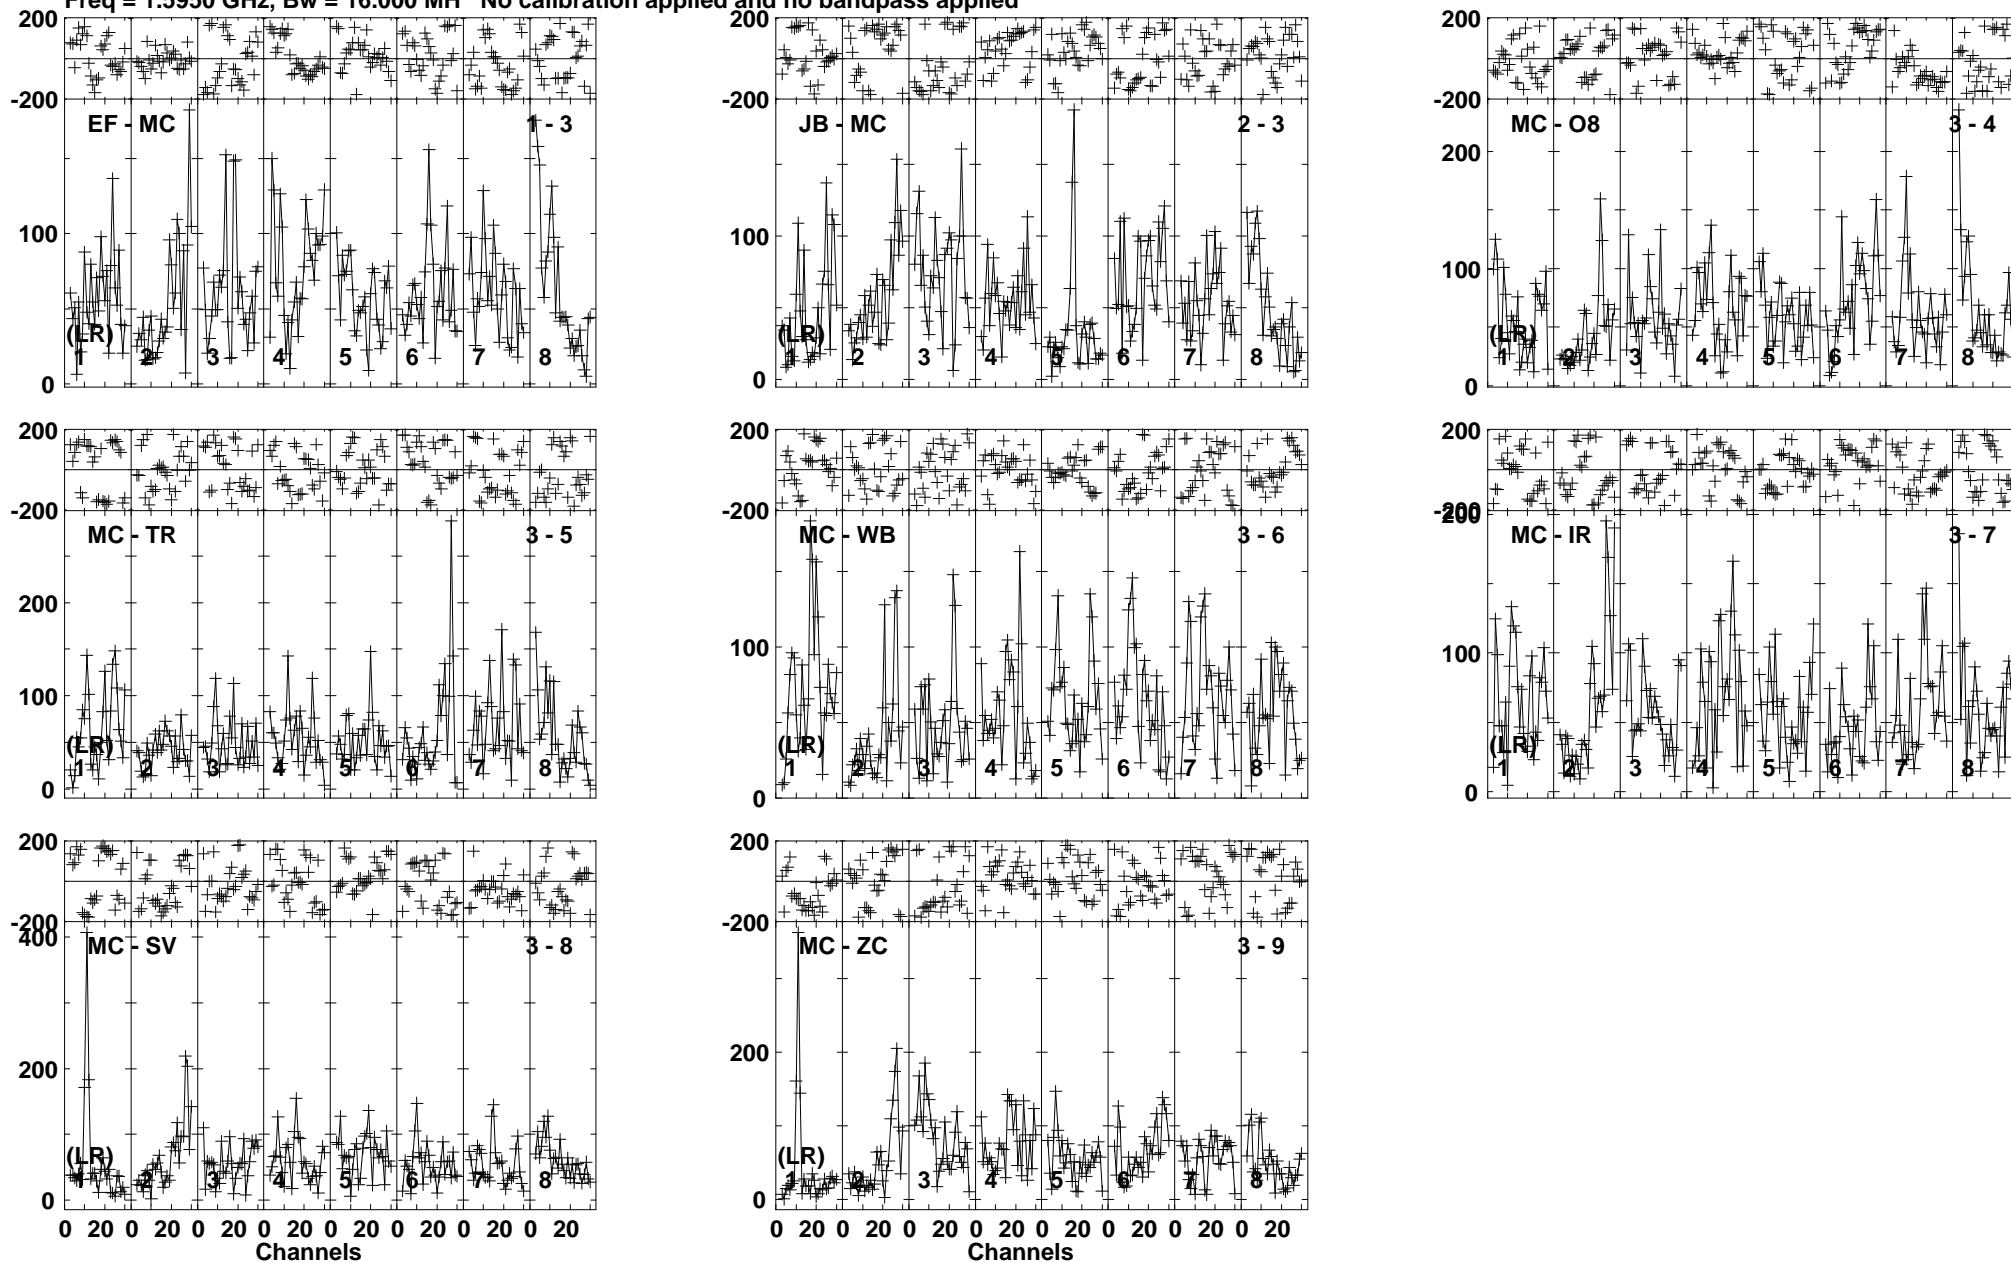 Freq = 1.5950 GHz, Bw = 16.000 MH No calibration applied and no bandpass applied
200 200 200
-200 -200 -200
EF - MC 1 - 3 JB - MC 2 - 3 MC - O8 3 - 4
200
100 100 100
(LR) (LR) (LR)
1 2 3 4 5 6 7 8 1 2 3 4 5 6 7 8 1 2 3 4 5 6 7 8
0 0 0
200 200 200
-200 -200 -200
200
MC - TR 3 - 5 MC - WB 3 - 6 MC - IR 3 - 7
200
100 100 100
(LR) (LR) (LR)
1 2 3 4 5 6 7 8 1 2 3 4 5 6 7 8 1 2 3 4 5 6 7 8
0 0 0
200 200
-200 -200
400
MC - SV 3 - 8 MC - ZC 3 - 9
200 200
(LR) (LR)
1 2 3 4 5 6 7 8 1 2 3 4 5 6 7 8
0 0
0 20 0 20 0 20 0 20 0 20 0 20 0 20 0 20 0 20 0 20 0 20 0 20 0 20 0 20 0 20 0 20
Channels Channels